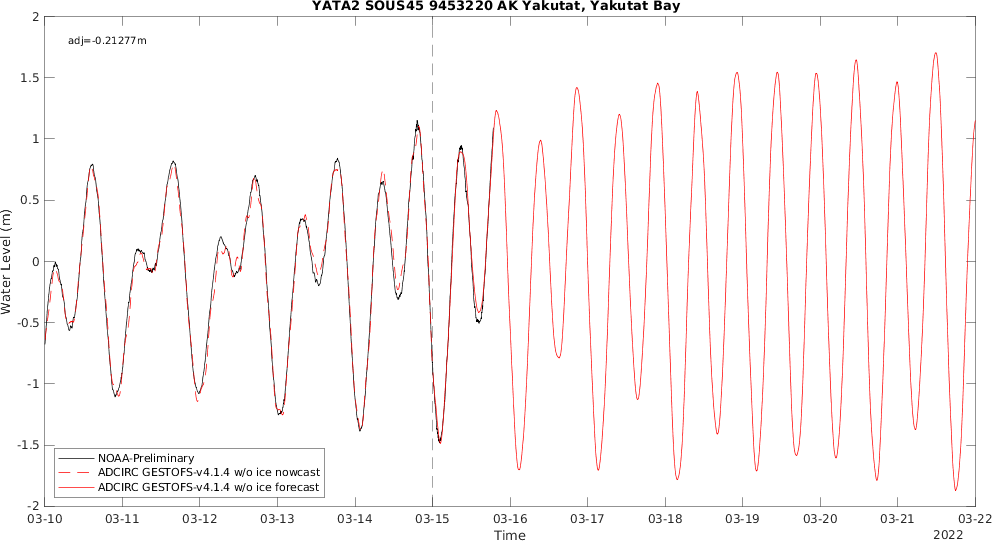 YATA2 SOUS45 9453220 AK Yakutat, Yakutat Bay
adj=-0.21277m
2
1.5
1
0.5
0
-0.5
-1
-1.5
-2
Water Level (m)
NOAA-Preliminary
ADCIRC GESTOFS-v4.1.4 w/o ice nowcast
ADCIRC GESTOFS-v4.1.4 w/o ice forecast
03-10 03-11 03-12 03-13 03-14 03-15 03-16 03-17 03-18 03-19 03-20 03-21 03-22
Time
2022